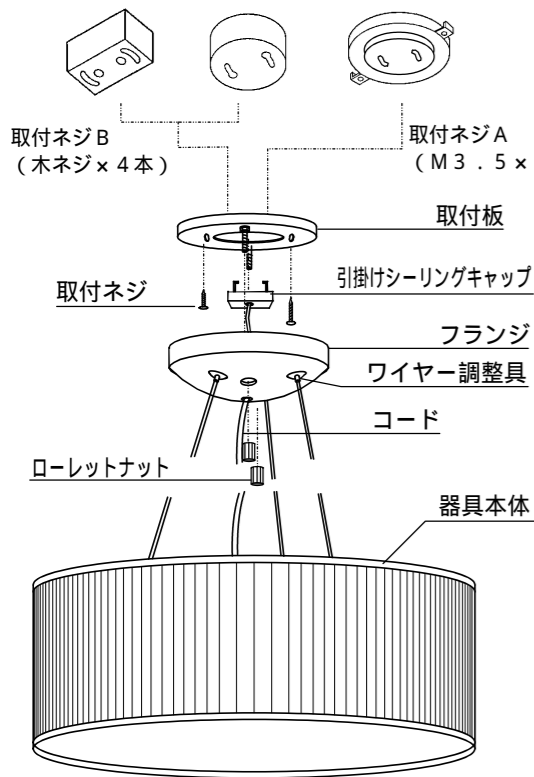 取付ネジB
（木ネジ×4本）
取付ネジA
（M3.5×
取付板
引掛けシーリングキャップ
取付ネジ
フランジ
ワイヤー調整具
コード
ローレットナット
器具本体